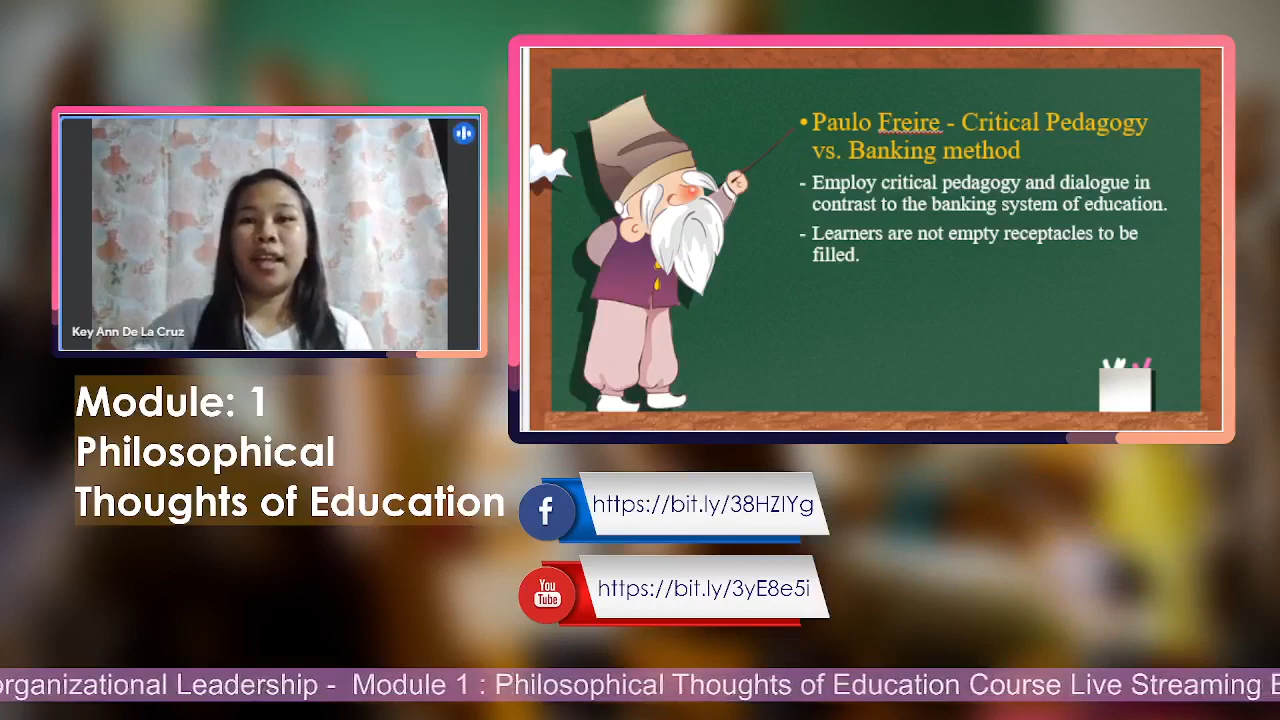 Key Ann De La Cruz
Module: 1
Philosophical
Thoughts of Education
• Paulo Freire - Critical Pedagogy
vs. Banking method
- Employ critical pedagogy and dialogue in
contrast to the banking system of education.
- Learners are not empty receptacles to be
filled.
f
https://bit.ly/38HZIYg
You
Tube
https://bit.ly/3yE8e5i
organizational Leadership - Module 1 : Philosophical Thoughts of Education Course Live Streaming